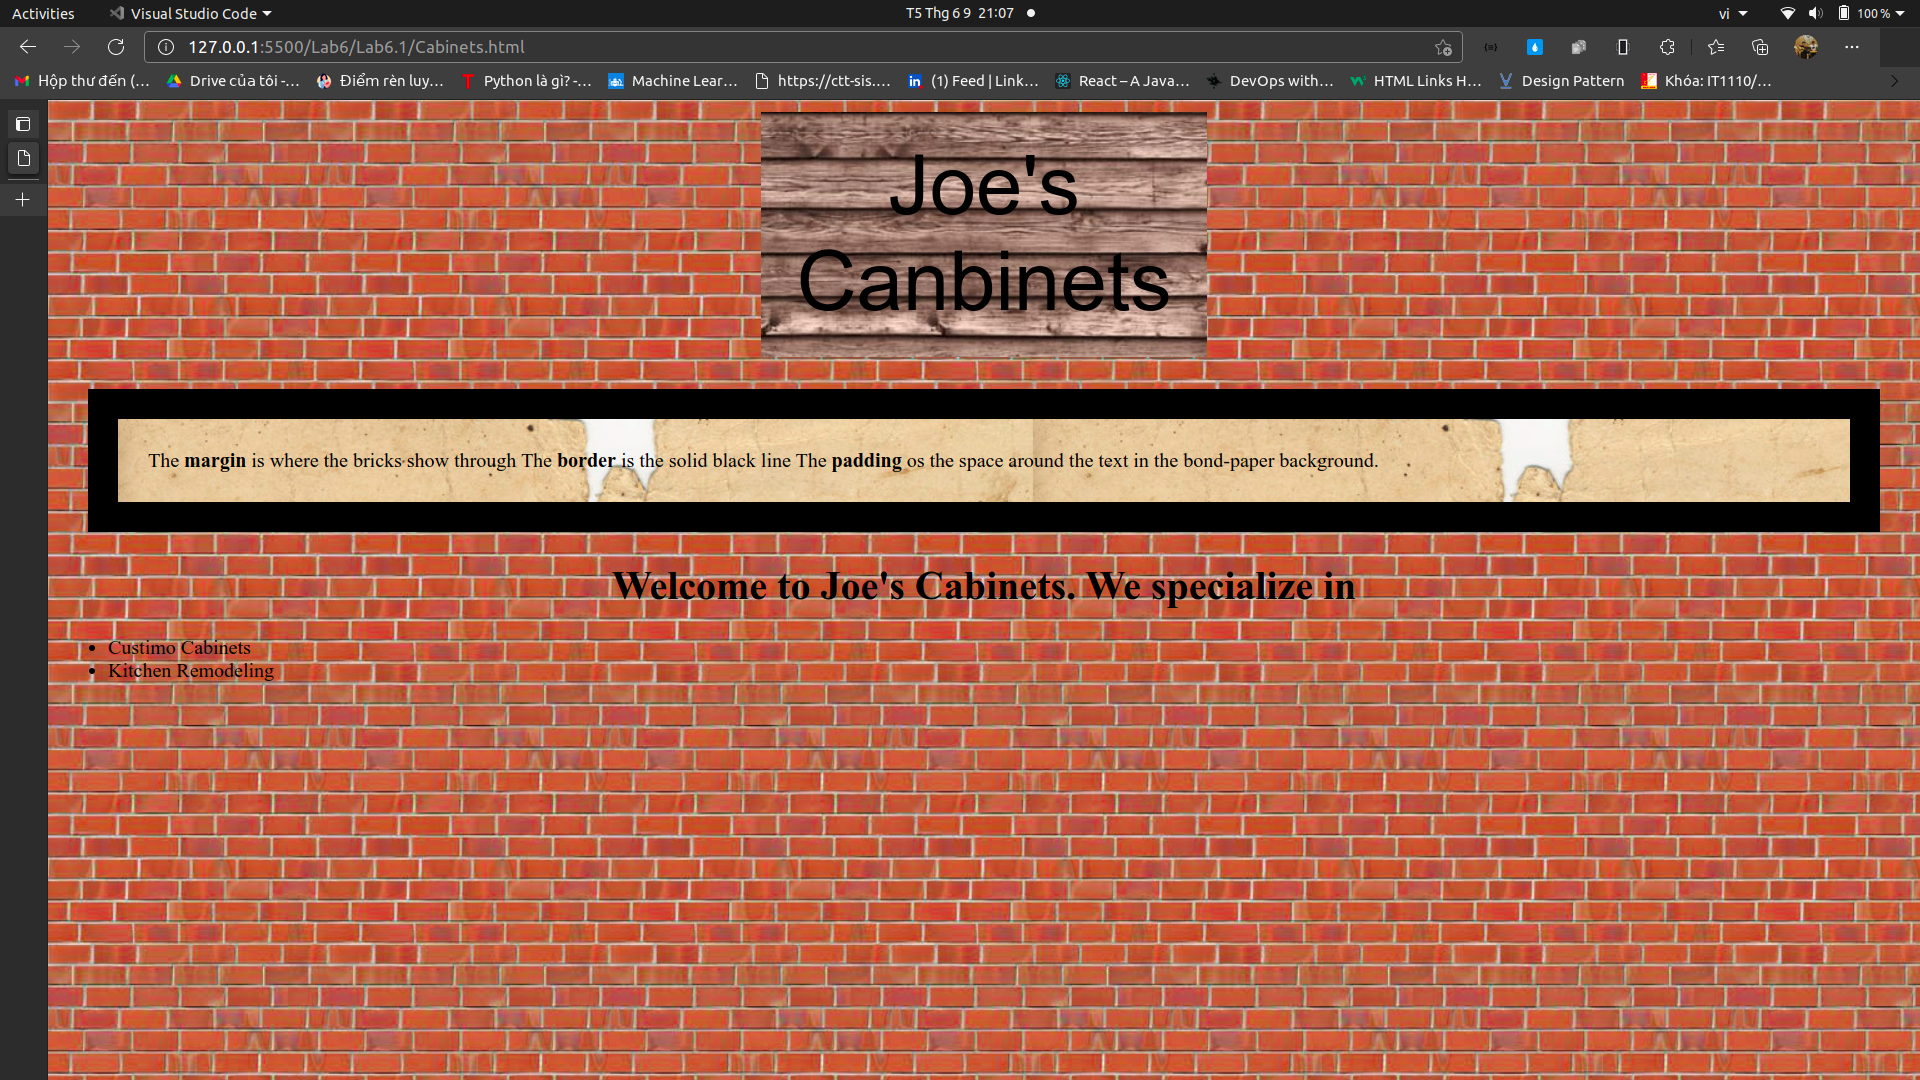 Activities
Visual Studio Code
T5 Thg 6 9 21:07
vi
100 %
127.0.0.1:5500/Lab6/Lab6.1/Cabinets.html
Hộp thư đến (...
Drive của tôi -...
Điểm rèn luy...
Python là gì? -...
Machine Lear...
https://ctt-sis....
(1) Feed | Link...
React – A Java...
DevOps with...
HTML Links H...
Design Pattern
Khóa: IT1110/...
Joe's
Canbinets
The margin is where the bricks show through The border is the solid black line The padding os the space around the text in the bond-paper background.
Welcome to Joe's Cabinets. We specialize in
Custimo Cabinets
Kitchen Remodeling